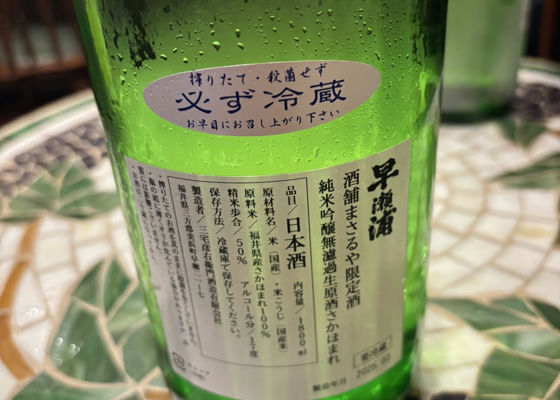 搾りたて・殺菌せず
必ず冷蔵
お早目にお召し上がり下さい
早瀬浦
酒舗まさるや限定酒
純米吟醸無濾過生原酒さかほまれ
品目／日本酒 内容量／1800ml
原材料名／米（国産）・米こうじ（国産米）
原料米／福井県産さかほまれ100%
精米歩合／50% アルコール分／17度
保存方法／冷蔵庫で保存してください。
製造者／三宅彦右衛門酒造有限会社
福井県三方郡美浜町早瀬
要冷蔵
製造年月 2025.03